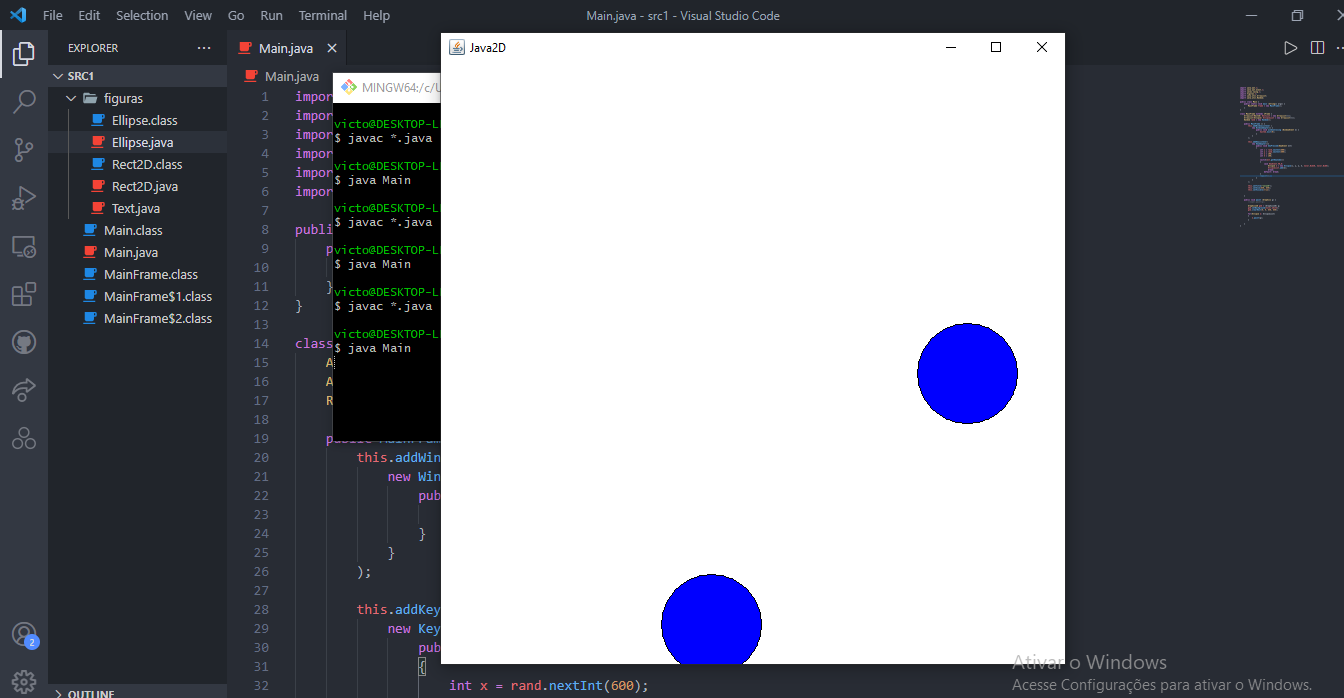 File Edit Selection View Go Run Terminal Help
Main.java - src1 - Visual Studio Code
EXPLORER
SRC1
figuras
Ellipse.class
Ellipse.java
Rect2D.class
Rect2D.java
Text.java
Main.class
Main.java
MainFrame.class
MainFrame$1.class
MainFrame$2.class
OUTLINE
2
Main.java
Main.java
1 impor
2 impor
3 impor
4 impor
5 impor
6 impor
7
8 publi
9 p
10
11 }
12 }
13
14 class
15 A
16 A
17 R
18
19
20 this.addWin
21 new Win
22 pub
23
24 }
25 }
26 );
27
28 this.addKey
29 new Key
30 pub
31 {
32 int x = rand.nextInt(600);
MINGW64:/c/U
victo@DESKTOP-L
$ javac *.java
victo@DESKTOP-L
$ java Main
victo@DESKTOP-L
$ javac *.java
victo@DESKTOP-L
$ java Main
victo@DESKTOP-L
$ javac *.java
victo@DESKTOP-L
$ java Main
Java2D
Ativar o Windows
Acesse Configurações para ativar o Windows.